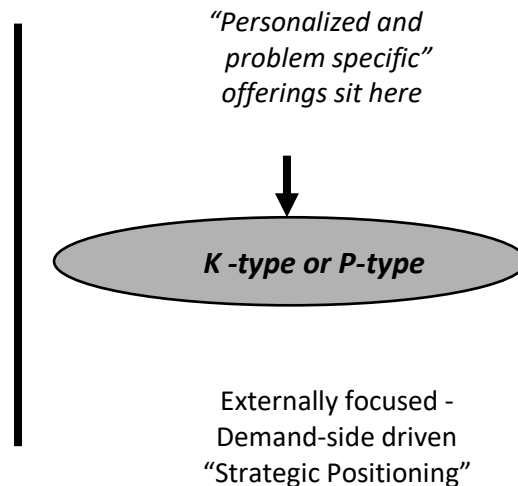 “Personalized and
problem specific”
offerings sit here
K -type or P-type
Externally focused -
Demand-side driven
“Strategic Positioning”